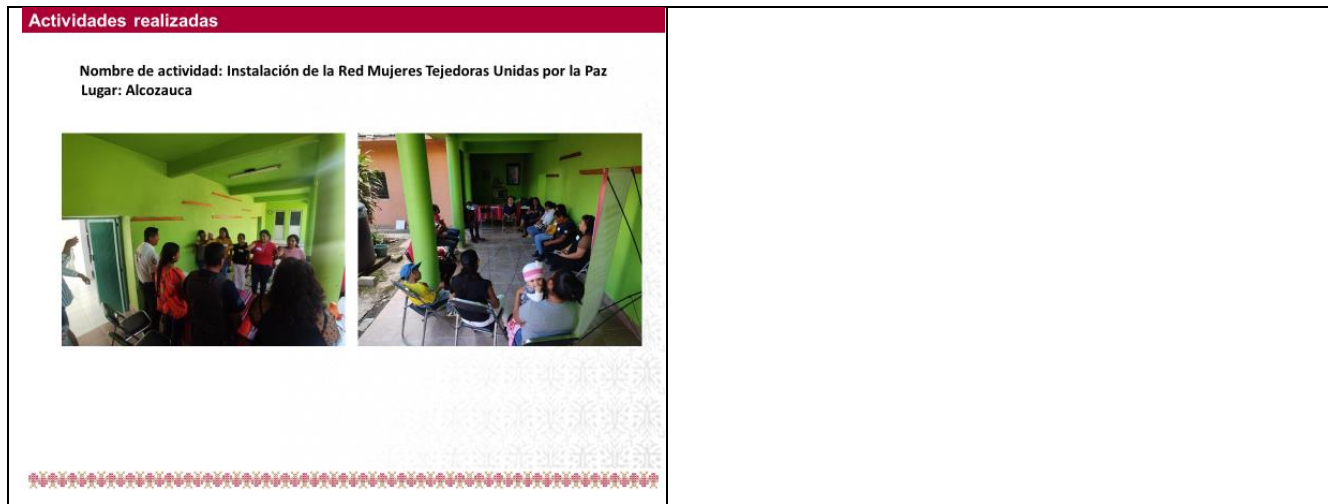 Actividades realizadas
Nombre de actividad: Instalación de la Red Mujeres Tejedoras Unidas por la Paz
Lugar: Alcozauca